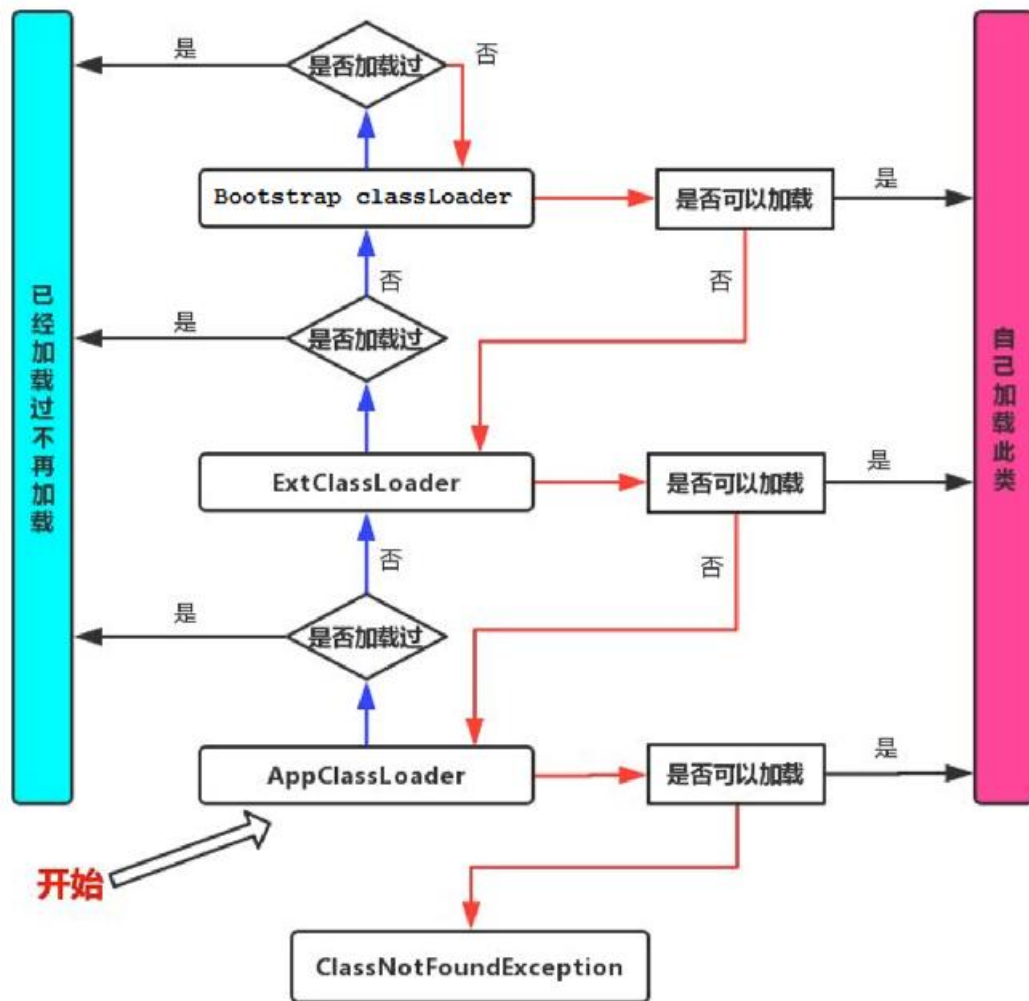 是
是否加载过
否
Bootstrap classLoader
是否可以加载
是
否
是
是否加载过
否
ExtClassLoader
是否可以加载
是
否
是
是否加载过
否
AppClassLoader
是否可以加载
是
开始
ClassNotFoundException
已经加载过不再加载
自己加载此类